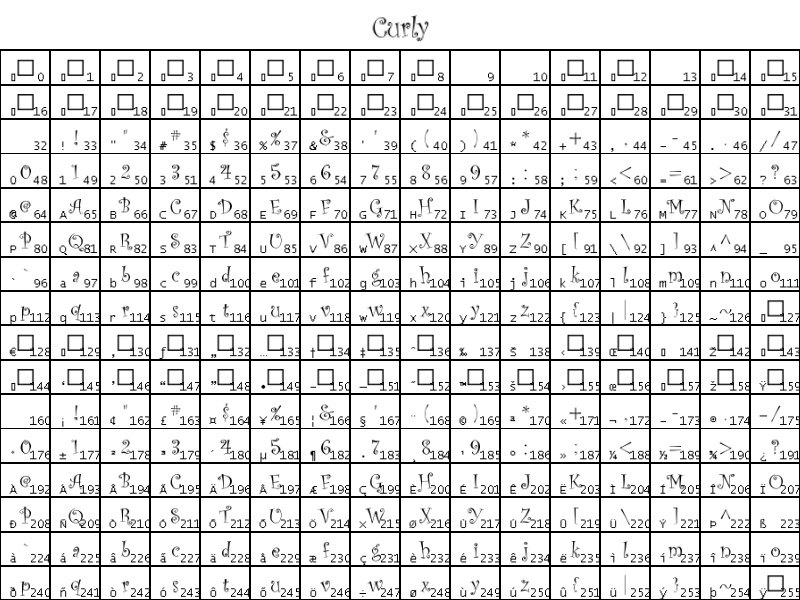 Curly
▯□ 0 ▯□ 1 ▯□ 2 ▯□ 3 ▯□ 4 ▯□ 5 ▯□ 6 ▯□ 7 ▯□ 8 9 10 ▯□ 11 ▯□ 12 13 ▯□ 14 ▯□ 15
▯□ 16 ▯□ 17 ▯□ 18 ▯□ 19 ▯□ 20 ▯□ 21 ▯□ 22 ▯□ 23 ▯□ 24 ▯□ 25 ▯□ 26 ▯□ 27 ▯□ 28 ▯□ 29 ▯□ 30 ▯□ 31
32 ! ! 33 " " 34 # # 35 $ $ 36 % % 37 & & 38 ' ' 39 ( ( 40 ) ) 41 * * 42 + + 43 , , 44 - - 45 . . 46 / / 47
0 0 48 1 1 49 2 2 50 3 3 51 4 4 52 5 5 53 6 6 54 7 7 55 8 8 56 9 9 57 : : 58 ; ; 59 < < 60 = = 61 > > 62 ? ? 63
@ @ 64 A A 65 B B 66 C C 67 D D 68 E E 69 F F 70 G G 71 H H 72 I I 73 J J 74 K K 75 L L 76 M M 77 N N 78 O O 79
P P 80 Q Q 81 R R 82 S S 83 T T 84 U U 85 V V 86 W W 87 X X 88 Y Y 89 Z Z 90 [ [ 91 \ \ 92 ] ] 93 ^ ^ 94 _ 95
` ` 96 a a 97 b b 98 c c 99 d d 100 e e 101 f f 102 g g 103 h h 104 i i 105 j j 106 k k 107 l l 108 m m 109 n n 110 o o 111
p p 112 q q 113 r r 114 s s 115 t t 116 u u 117 v v 118 w w 119 x x 120 y y 121 z z 122 { { 123 | | 124 } } 125 ~ ~ 126 ▯□ 127
€ □ 128 ▯□ 129 ‚ □ 130 ƒ □ 131 „ □ 132 … □ 133 † □ 134 ‡ □ 135 ˆ □ 136 ‰ 137 Š 138 ‹ □ 139 Œ □ 140 ▯ 141 Ž □ 142 ▯□ 143
▯□ 144 ‘ □ 145 ’ □ 146 “ □ 147 ” □ 148 • □ 149 – □ 150 — □ 151 ˜ □ 152 ™ □ 153 š □ 154 › □ 155 œ □ 156 ▯□ 157 ž □ 158 Ÿ □ 159
160 ¡ ! 161 ¢ " 162 £ # 163 ¤ $ 164 ¥ % 165 ¦ & 166 § ' 167 ¨ ( 168 © ) 169 ª * 170 « + 171 ¬ , 172 - - 173 ® . 174 ¯ / 175
° 0 176 ± 1 177 ² 2 178 ³ 3 179 ´ 4 180 µ 5 181 ¶ 6 182 · 7 183 ¸ 8 184 ¹ 9 185 º : 186 » ; 187 ¼ < 188 ½ = 189 ¾ > 190 ¿ ? 191
À @ 192 Á A 193 Â B 194 Ã C 195 Ä D 196 Å E 197 Æ F 198 Ç G 199 È H 200 É I 201 Ê J 202 Ë K 203 Ì L 204 Í M 205 Î N 206 Ï O 207
Ð P 208 Ñ Q 209 Ò R 210 Ó S 211 Ô T 212 Õ U 213 Ö V 214 × W 215 Ø X 216 Ù Y 217 Ú Z 218 Û [ 219 Ü \ 220 Ý ] 221 Þ ^ 222 ß 223
à ` 224 á a 225 â b 226 ã c 227 ä d 228 å e 229 æ f 230 ç g 231 è h 232 é i 233 ê j 234 ë k 235 ì l 236 í m 237 î n 238 ï o 239
ð p 240 ñ q 241 ò r 242 ó s 243 ô t 244 õ u 245 ö v 246 ÷ w 247 ø x 248 ù y 249 ú z 250 û { 251 ü | 252 ý } 253 þ ~ 254 ÿ □ 255